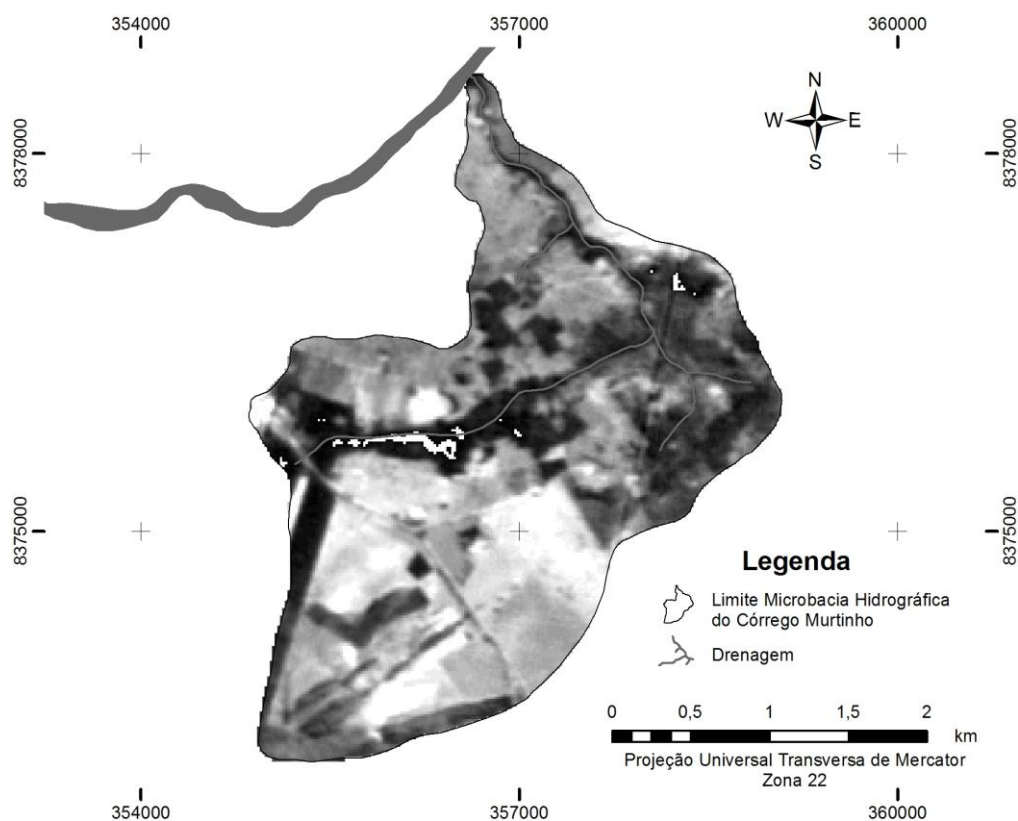 354000 357000 360000
N
W E
S
8378000 8378000
8375000 8375000
Legenda
Limite Microbacia Hidrográfica
do Córrego Murtinho
Drenagem
0 0,5 1 1,5 2
km
Projeção Universal Transversa de Mercator
Zona 22
354000 357000 360000